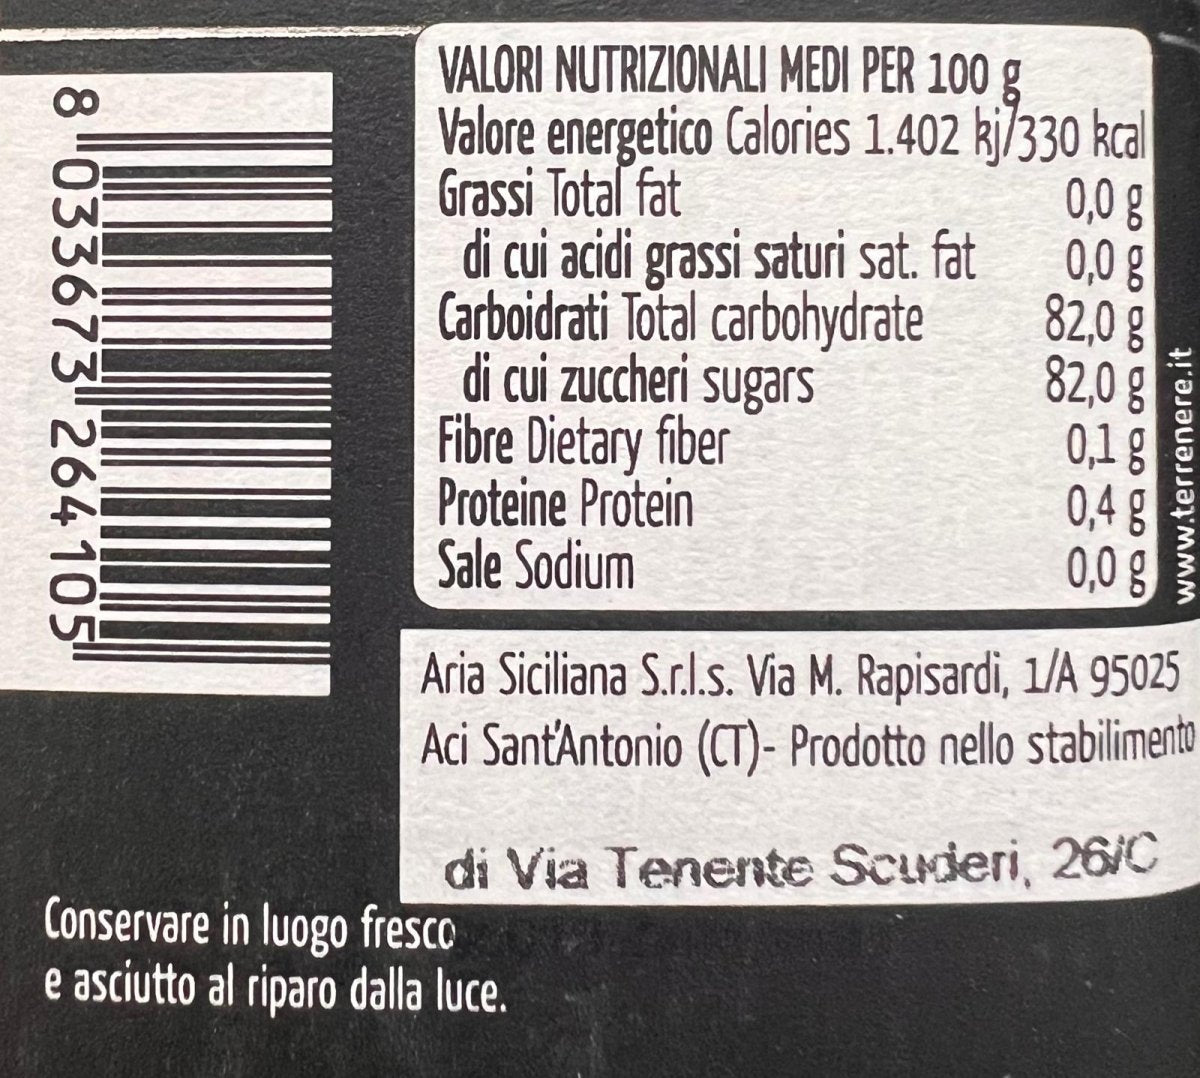 VALORI NUTRIZIONALI MEDI PER 100 g
Valore energetico Calories 1.402 kj/330 kcal
Grassi Total fat 0,0 g
di cui acidi grassi saturi sat. fat 0,0 g
Carboidrati Total carbohydrate 82,0 g
di cui zuccheri sugars 82,0 g
Fibre Dietary fiber 0,1 g
Proteine Protein 0,4 g
Sale Sodium 0,0 g
www.terrenere.it
8 033673 264105
Aria Siciliana S.r.l.s. Via M. Rapisardi, 1/A 95025
Aci Sant'Antonio (CT)- Prodotto nello stabilimento
di Via Tenente Scuderi, 26/C
Conservare in luogo fresco
e asciutto al riparo dalla luce.